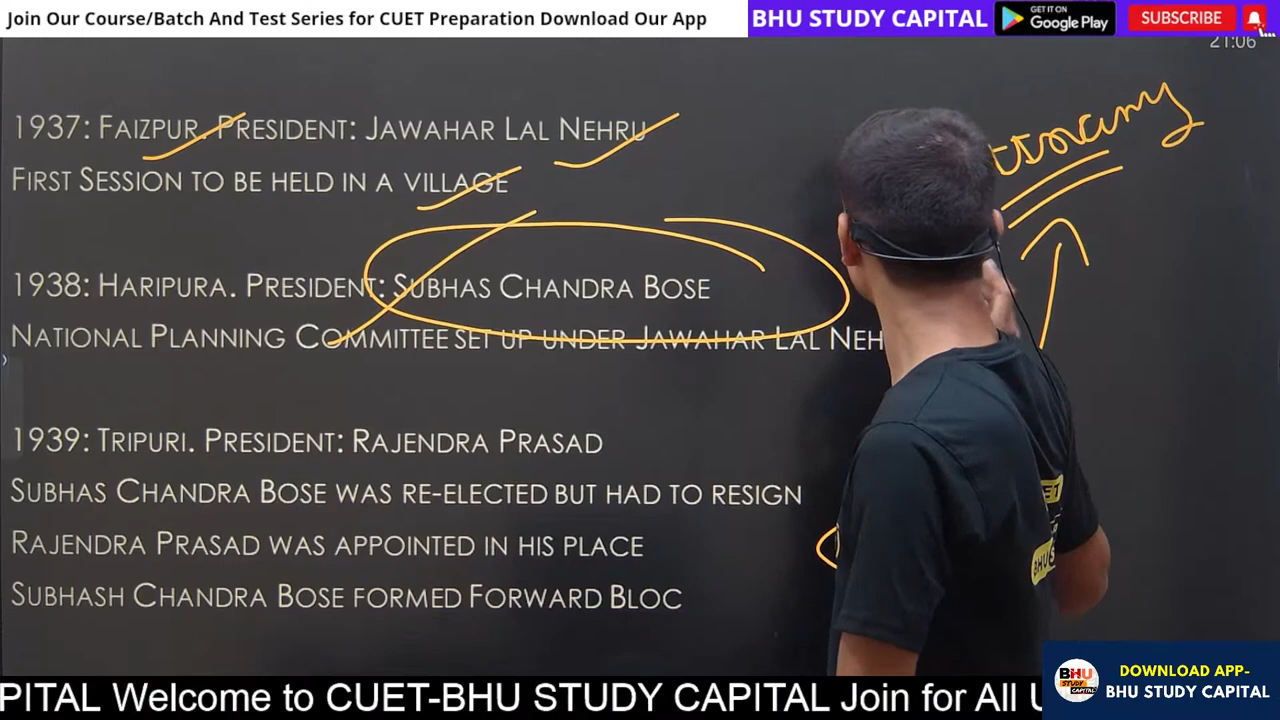 Join Our Course/Batch And Test Series for CUET Preparation Download Our App
BHU STUDY CAPITAL
GET IT ON
Google Play
SUBSCRIBE
21:06
1937: FAIZPUR. PRESIDENT: JAWAHAR LAL NEHRU
FIRST SESSION TO BE HELD IN A VILLAGE
1938: HARIPURA. PRESIDENT: SUBHAS CHANDRA BOSE
NATIONAL PLANNING COMMITTEE SET UP UNDER JAWAHAR LAL NEH
1939: TRIPURI. PRESIDENT: RAJENDRA PRASAD
SUBHAS CHANDRA BOSE WAS RE-ELECTED BUT HAD TO RESIGN
RAJENDRA PRASAD WAS APPOINTED IN HIS PLACE
SUBHASH CHANDRA BOSE FORMED FORWARD BLOC
BHU
BHU
STUDY
CAPITAL
DOWNLOAD APP-
BHU STUDY CAPITAL
PITAL Welcome to CUET-BHU STUDY CAPITAL Join for All U